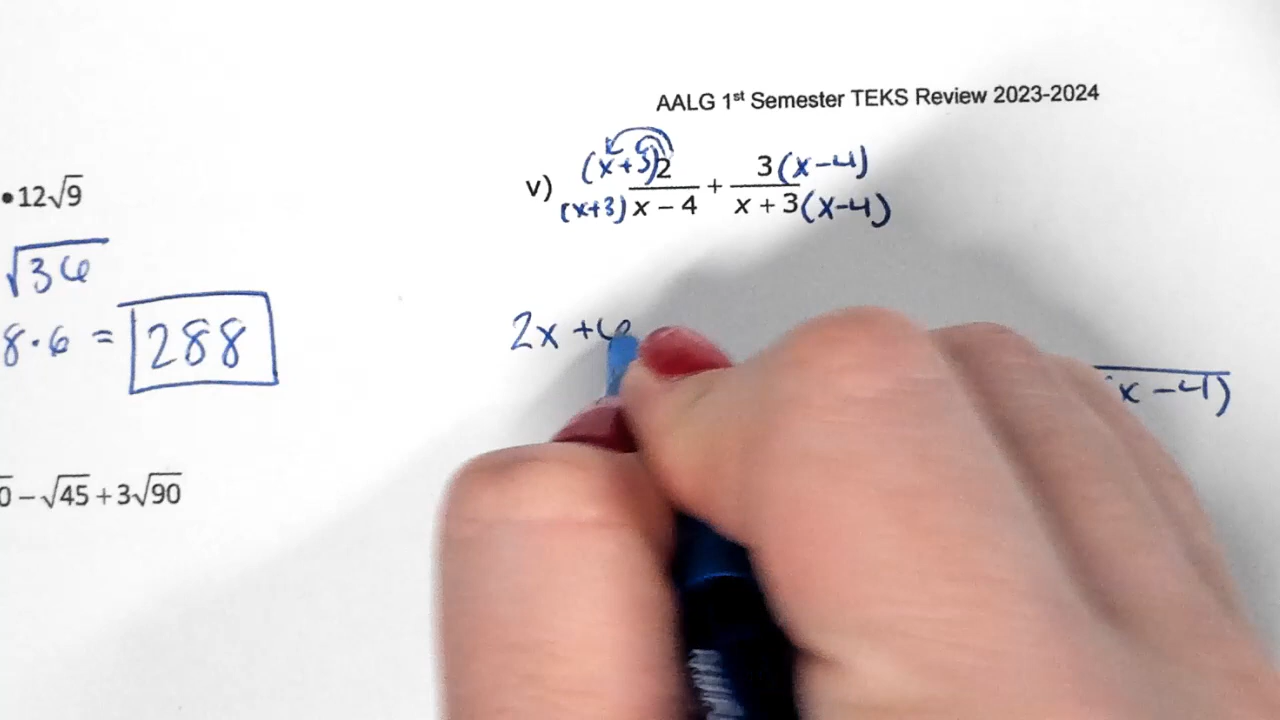 AALG 1st Semester TEKS Review 2023-2024
•12√9
√36
8·6 = 288
0 − √45 + 3√90
v) (x+3)2 + 3(x-4)
(x+3) x − 4 x + 3(x-4)
2x +6
x-4)